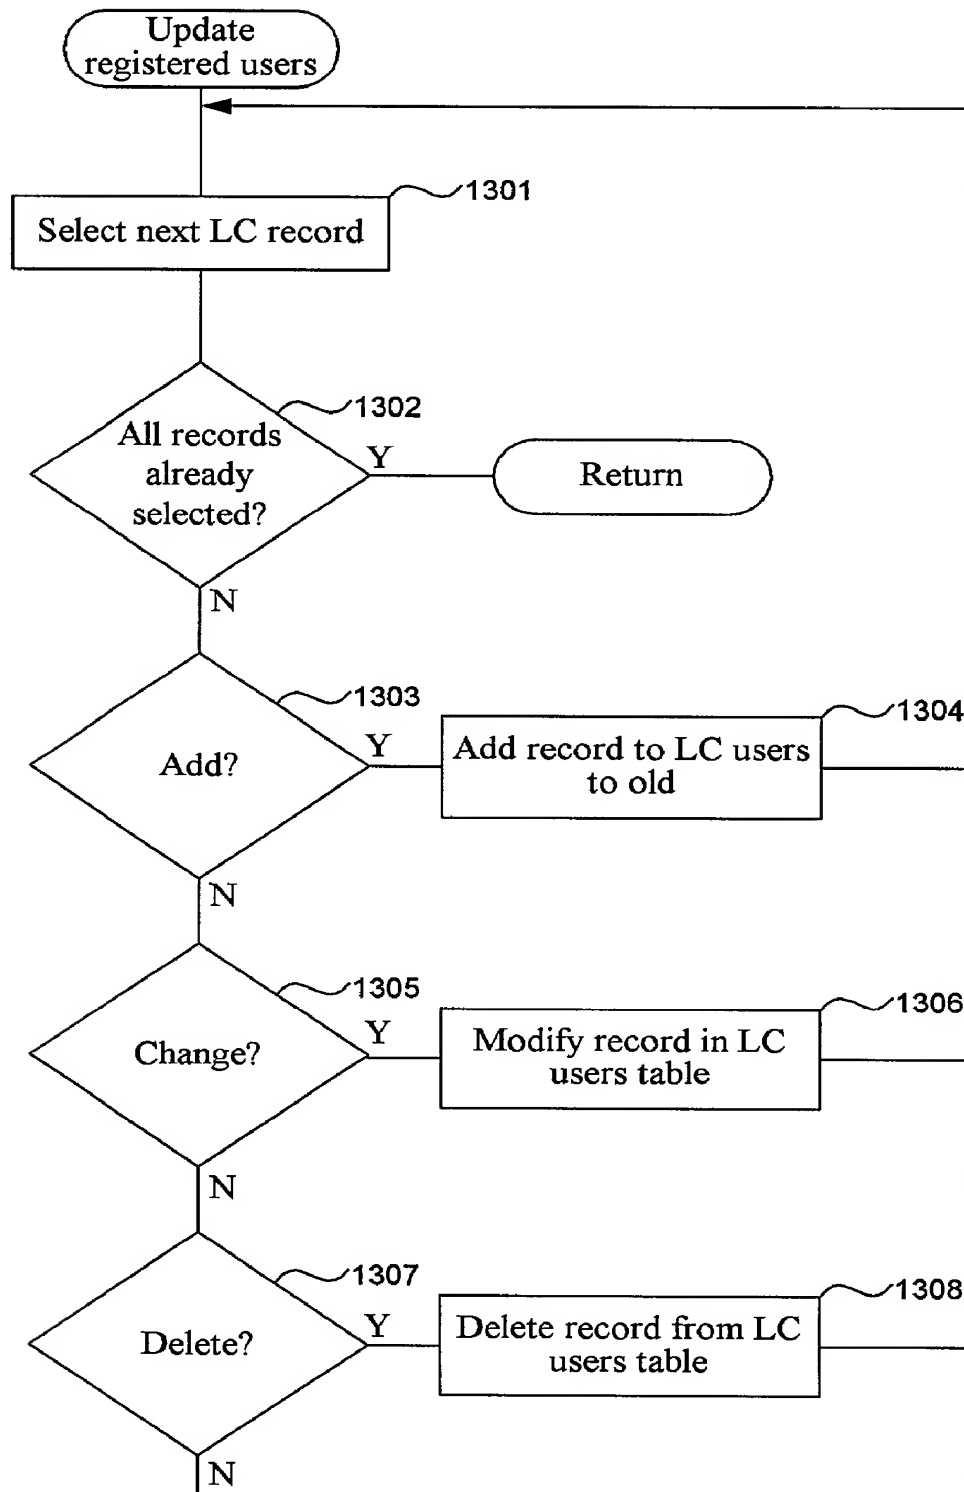 Update
registered users
1301
Select next LC record
1302
All records
already
selected?
Y
Return
N
1303
Add?
Y
1304
Add record to LC users
to old
N
1305
Change?
Y
1306
Modify record in LC
users table
N
1307
Delete?
Y
1308
Delete record from LC
users table
N